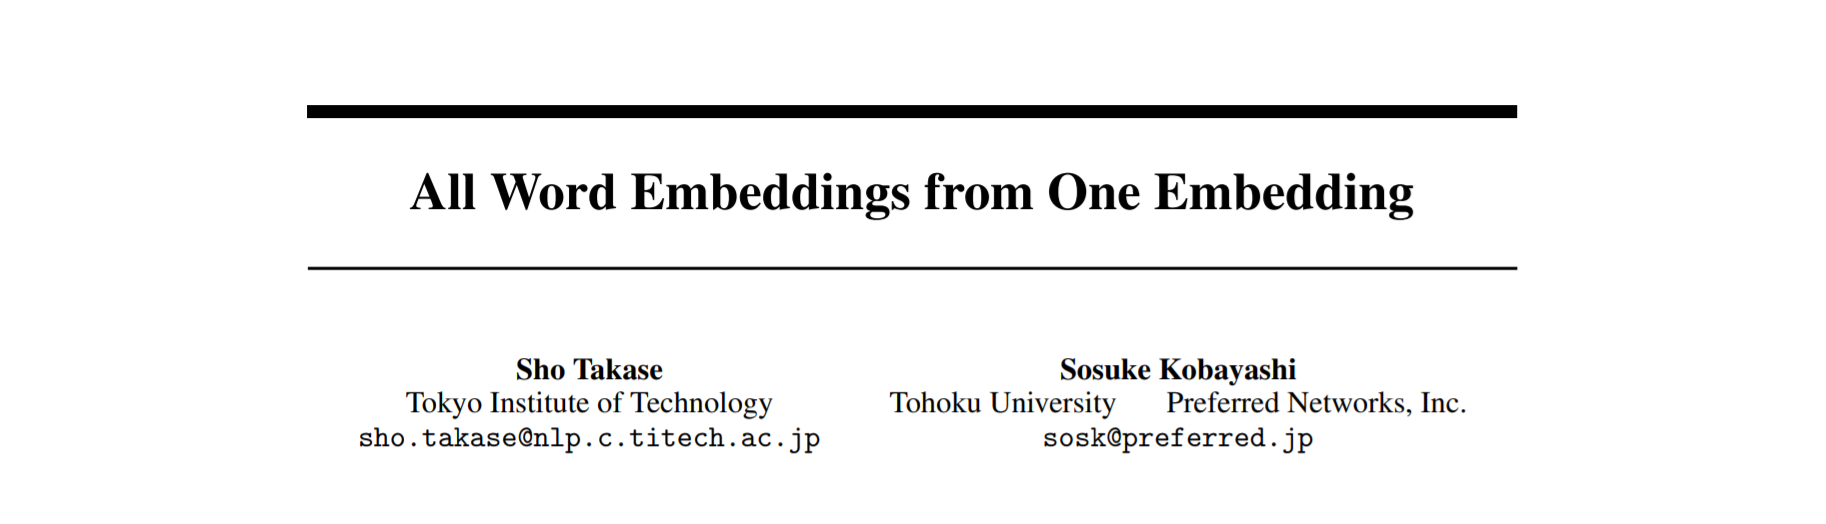 All Word Embeddings from One Embedding
Sho Takase
Tokyo Institute of Technology
sho.takase@nlp.c.titech.ac.jp
Sosuke Kobayashi
Tohoku University Preferred Networks, Inc.
sosk@preferred.jp